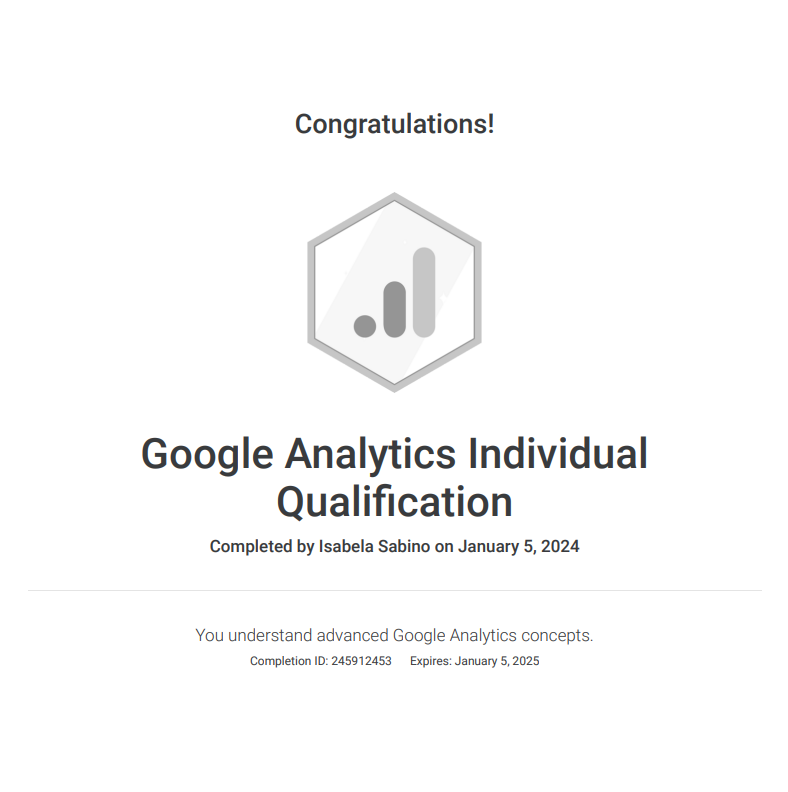 Congratulations!
Google Analytics Individual
Qualification
Completed by Isabela Sabino on January 5, 2024
You understand advanced Google Analytics concepts.
Completion ID: 245912453 Expires: January 5, 2025